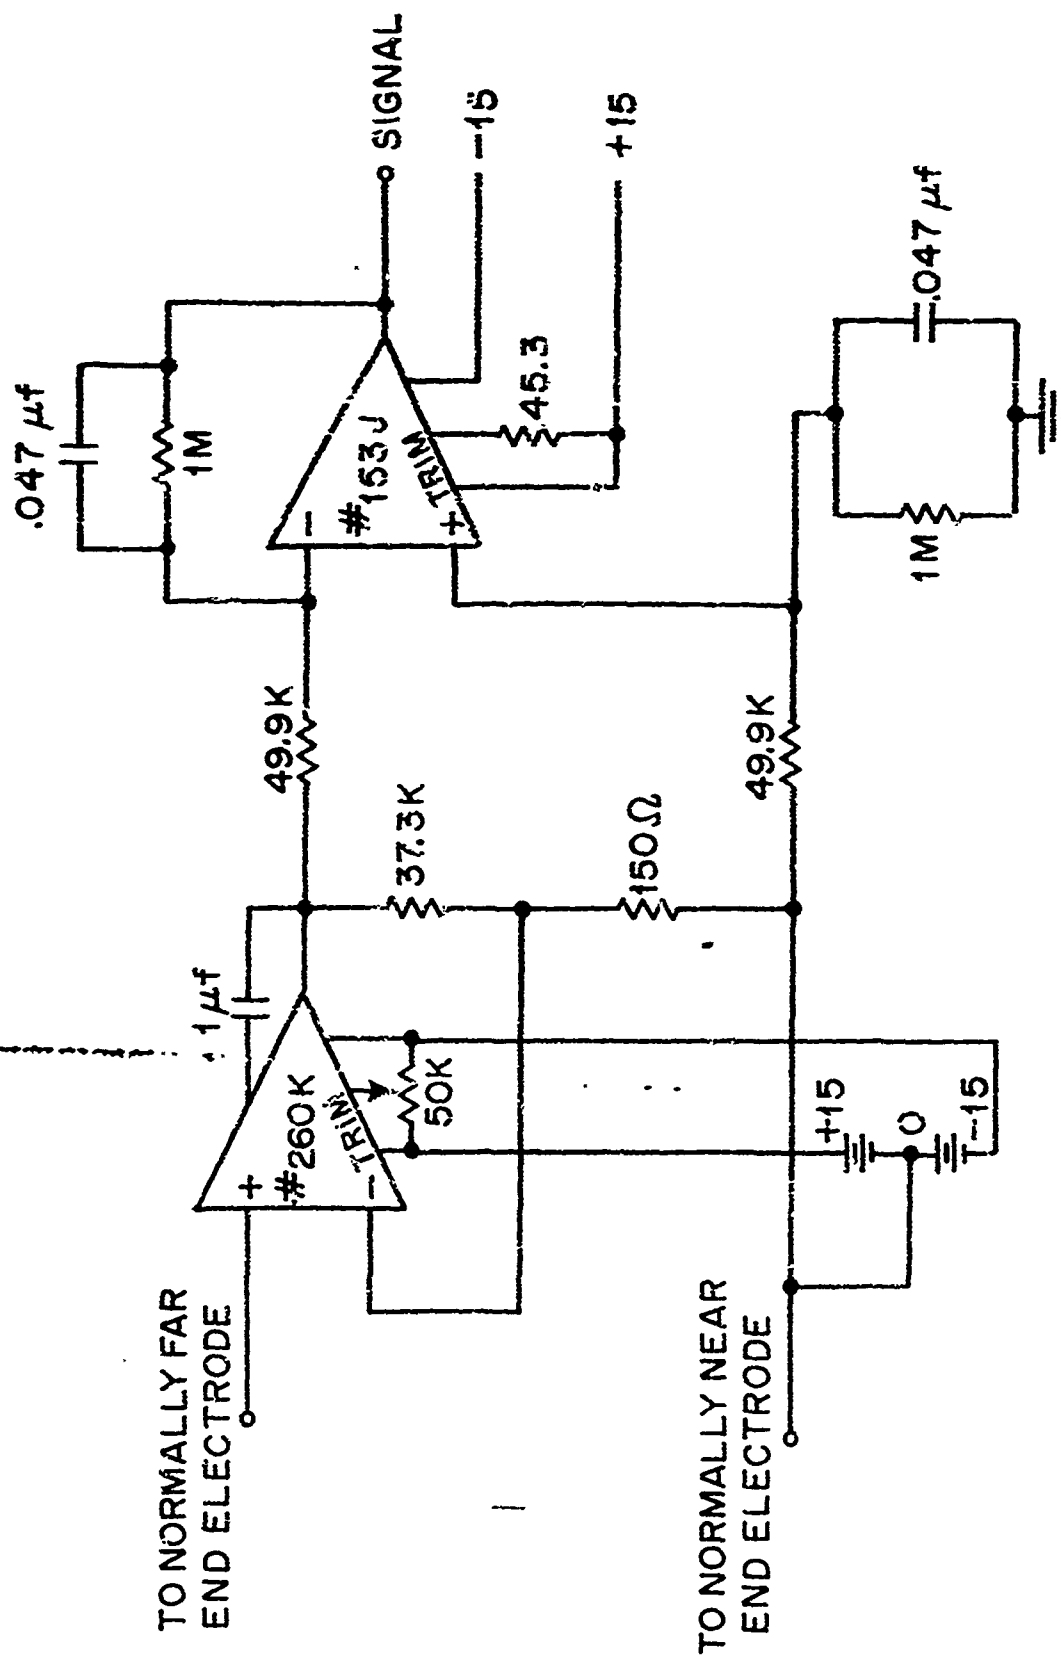 TO NORMALLY FAR
END ELECTRODE
TO NORMALLY NEAR
END ELECTRODE
+
#260K
TRIM
−
.1 µf
50K
+15
0
−15
37.3K
150Ω
49.9K
49.9K
.047 µf
1M
−
#153J
TRIM
+
45.3
SIGNAL
−15
+15
1M
.047 µf